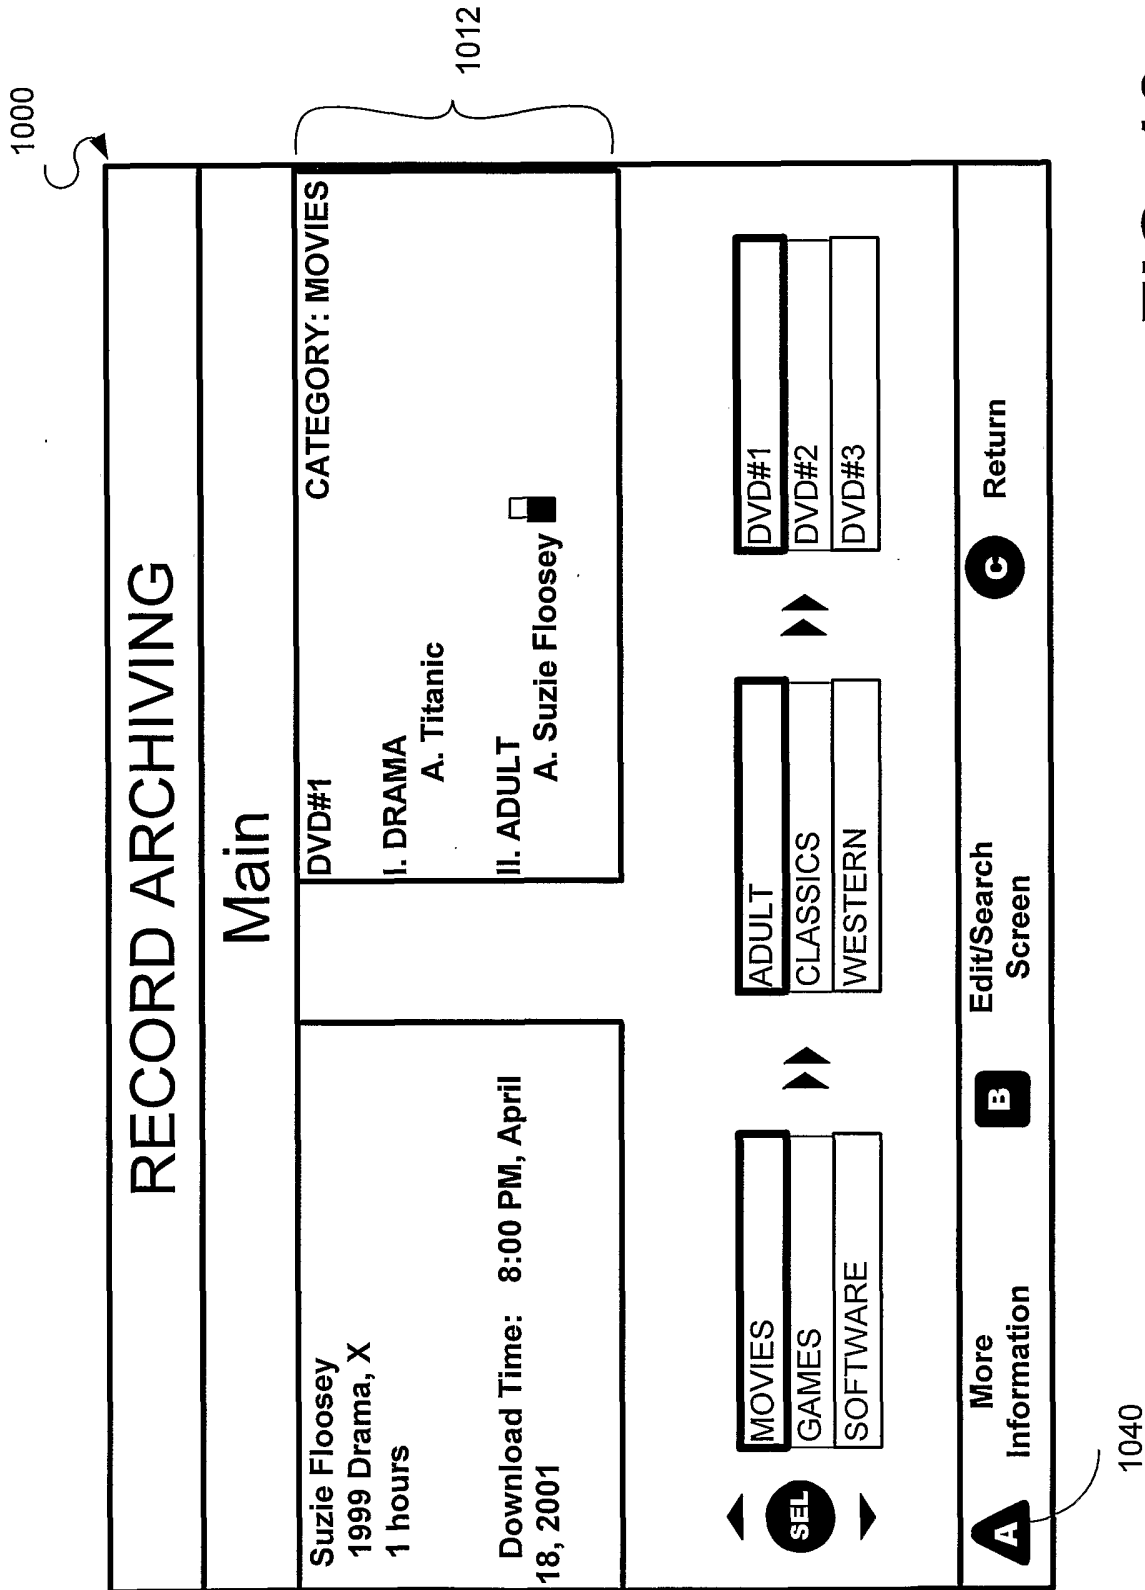 1000
RECORD ARCHIVING
Main
Suzie Floosey
1999 Drama, X
1 hours
Download Time: 8:00 PM, April
18, 2001
DVD#1
CATEGORY: MOVIES
I. DRAMA
A. Titanic
II. ADULT
A. Suzie Floosey
1012
SEL
MOVIES
GAMES
SOFTWARE
ADULT
CLASSICS
WESTERN
DVD#1
DVD#2
DVD#3
A
More
Information
B
Edit/Search
Screen
C
Return
1040